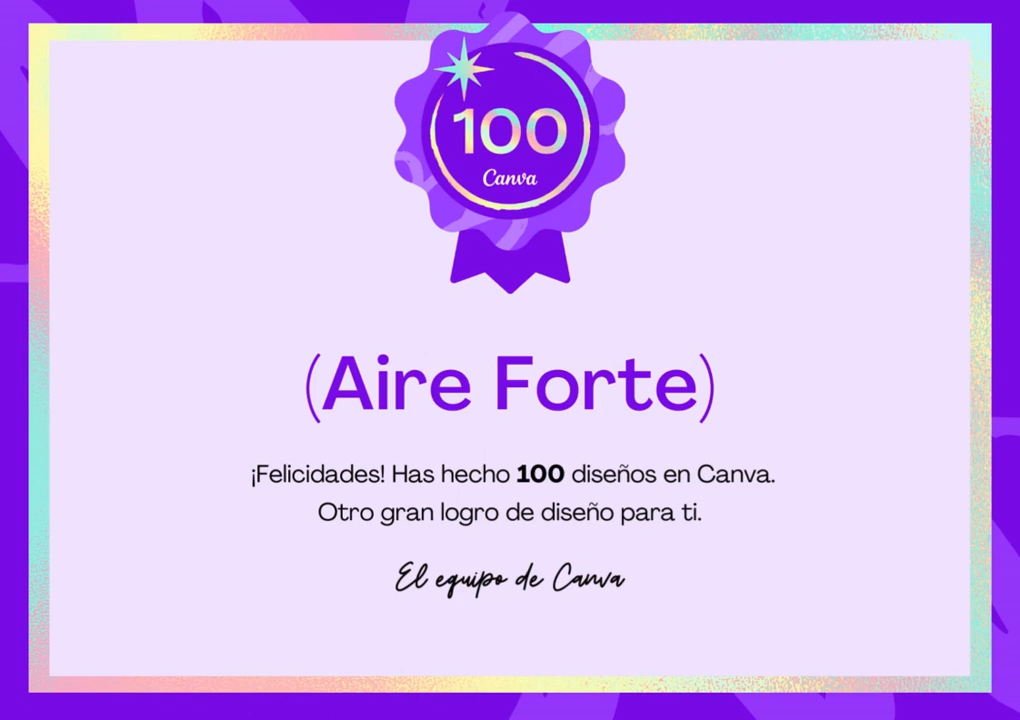 100
Canva
(Aire Forte)
¡Felicidades! Has hecho 100 diseños en Canva.
Otro gran logro de diseño para ti.
El equipo de Canva